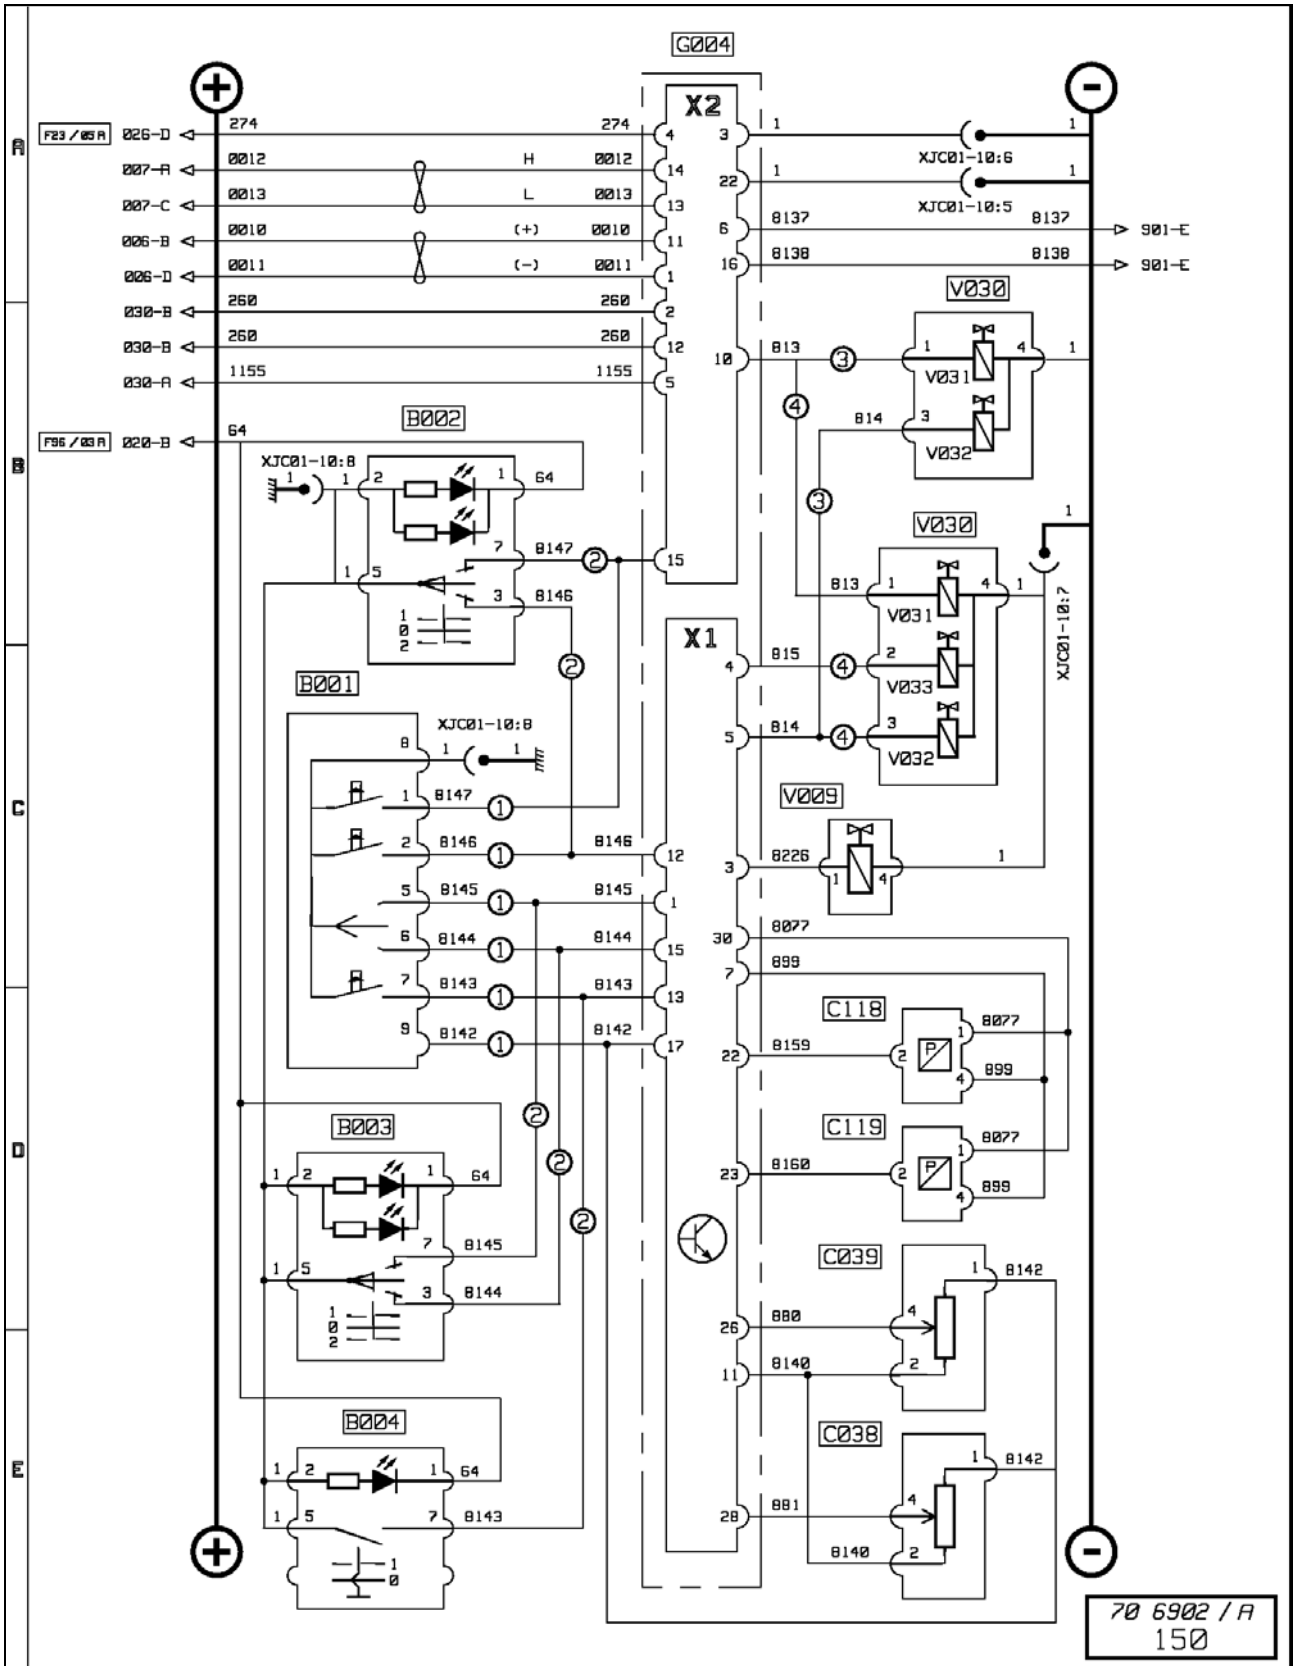 G004
+
-
X2
A
F23 / 05A 026-D 274 274 4 3 1 1
XJC01-10:6
007-A 0012 H 0012 14
22 1 1
XJC01-10:5
007-C 0013 L 0013 13
006-B 0010 (+) 0010 11
6 8137 8137 901-E
006-D 0011 (-) 0011 1
16 8138 8138 901-E
V030
030-B 260 260 2
030-B 260 260 12
10 813 3 1 4 1
V031
030-A 1155 1155 5
4
814 3
V032
B002
F96 / 03A 020-B 64
B
XJC01-10:8
1 1 2 1 64
3
V030
1
7 8147 2 15
1 5
3 8146
1
0
2
813 1 4 1
V031
XJC01-10:7
X1
2
4 815 4 2
V033
B001
XJC01-10:8
8 1 1
5 814 4 3
V032
V009
C
1 8147 1
2 8146 1 8146 12
3 8226 1 4 1
5 8145 1 8145 1
30 8077
6 8144 1 8144 15
7 899
7 8143 1 8143 13
C118
9 8142 1 8142 17
22 8159 2 P 1 8077
4 899
2
B003
C119
D
2
1 2 1 64
23 8160 2 P 1 8077
4 899
2
7 8145
1 5
3 8144
1
0
2
C039
1 8142
26 880 4
11 8140 2
B004
C038
E
1 2 1 64
1 8142
28 881 4
1 5 7 8143
8140 2
1
0
+
-
70 6902 / A
150